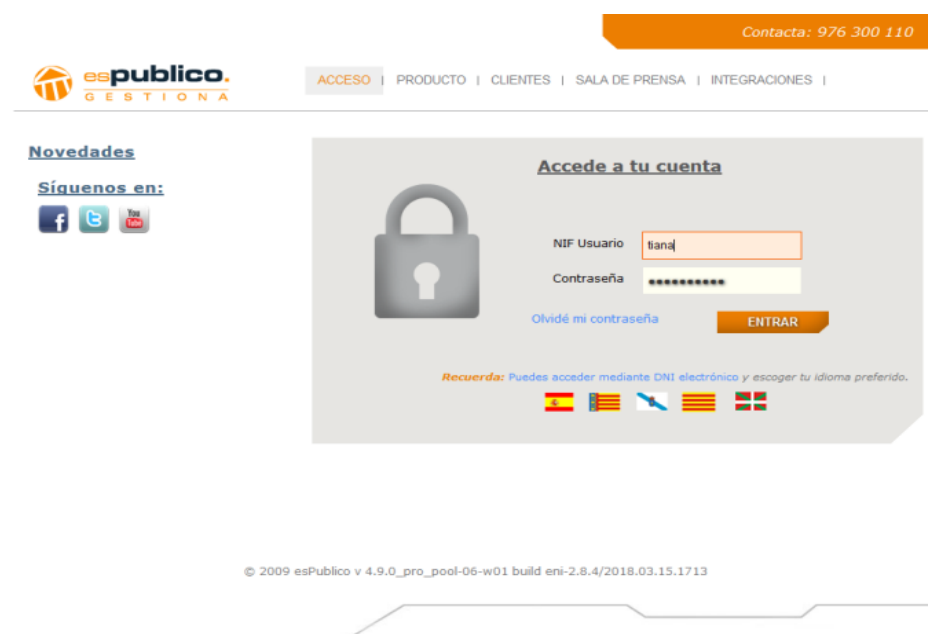 Contacta: 976 300 110
espublico.
GESTIONA
ACCESO | PRODUCTO | CLIENTES | SALA DE PRENSA | INTEGRACIONES |
Novedades
Síguenos en:
You
Tube
Accede a tu cuenta
NIF Usuario tiana
Contraseña ••••••••••
Olvidé mi contraseña ENTRAR
Recuerda: Puedes acceder mediante DNI electrónico y escoger tu idioma preferido.
© 2009 esPublico v 4.9.0_pro_pool-06-w01 build eni-2.8.4/2018.03.15.1713